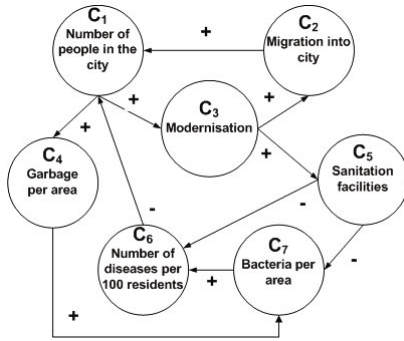 C1
Number of
people in the
city
+
C2
Migration into
city
+
+
C3
Modernisation
+
+
C4
Garbage
per area
+
C5
Sanitation
facilities
-
-
-
C6
Number of
diseases per
100 residents
+
C7
Bacteria per
area
+